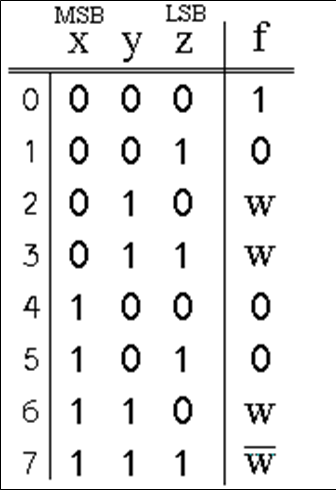 MSB LSB
x y z f
0 0 0 0 1
1 0 0 1 0
2 0 1 0 w
3 0 1 1 w
4 1 0 0 0
5 1 0 1 0
6 1 1 0 w
7 1 1 1 w̅